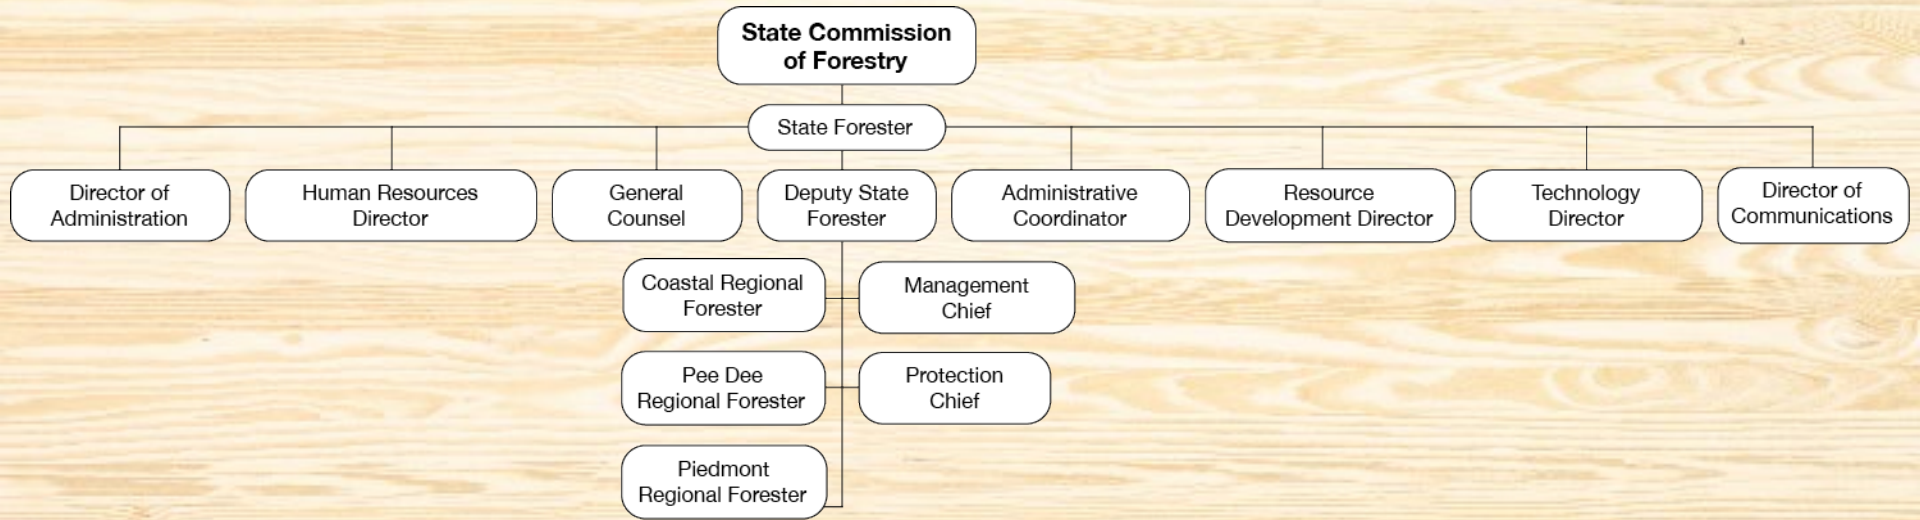 State Commission
of Forestry
State Forester
Director of
Administration
Human Resources
Director
General
Counsel
Deputy State
Forester
Administrative
Coordinator
Resource
Development Director
Technology
Director
Director of
Communications
Coastal Regional
Forester
Management
Chief
Pee Dee
Regional Forester
Protection
Chief
Piedmont
Regional Forester